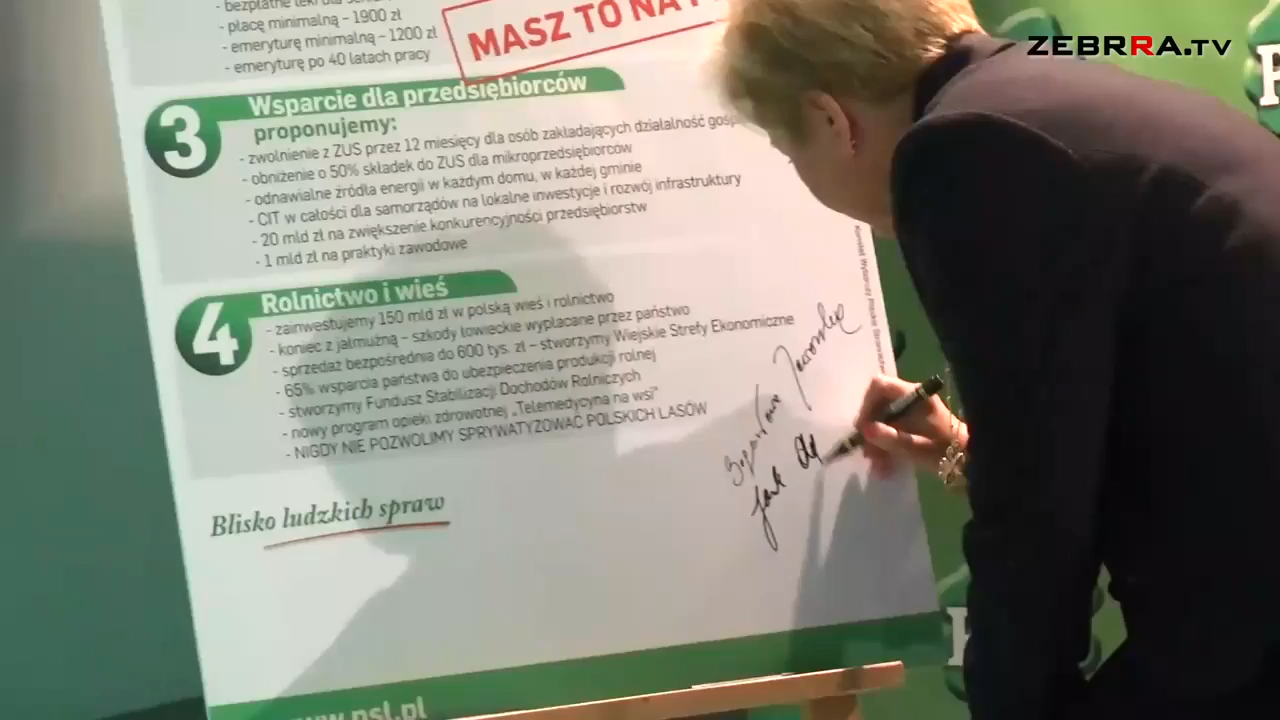 - bezpłatne leki dla
- płacę minimalną – 1900 zł
- emeryturę minimalną – 1200 zł
- emeryturę po 40 latach pracy
MASZ TO NA
ZEBRRA.TV
3 Wsparcie dla przedsiębiorców
proponujemy:
- zwolnienie z ZUS przez 12 miesięcy dla osób zakładających działalność gosp
- obniżenie o 50% składek do ZUS dla mikroprzedsiębiorców
- odnawialne źródła energii w każdym domu, w każdej gminie
- CIT w całości dla samorządów na lokalne inwestycje i rozwój infrastruktury
- 20 mld zł na zwiększenie konkurencyjności przedsiębiorstw
- 1 mld zł na praktyki zawodowe
4 Rolnictwo i wieś
- zainwestujemy 150 mld zł w polską wieś i rolnictwo
- koniec z jałmużną – szkody łowieckie wypłacane przez państwo
- sprzedaż bezpośrednia do 600 tys. zł – stworzymy Wiejskie Strefy Ekonomiczne
- 65% wsparcia państwa do ubezpieczenia produkcji rolnej
- stworzymy Fundusz Stabilizacji Dochodów Rolniczych
- nowy program opieki zdrowotnej „Telemedycyna na wsi"
- NIGDY NIE POZWOLIMY SPRYWATYZOWAĆ POLSKICH LASÓW
Blisko ludzkich spraw
www.psl.pl